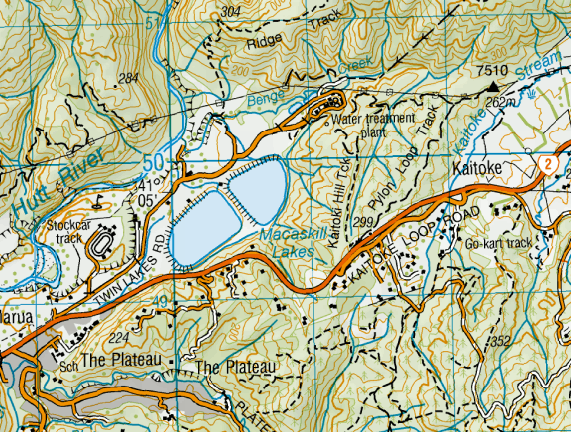 304
51
Ridge Track
284
Benge Creek
7510
262m
Kaitoke Stream
Water treatment
plant
50
Hutt River
41°
05'
Kaitoke Hill Tck
Pylon Loop Track
Kaitoke
2
Stockcar
track
299
Macaskill
Lakes
TWIN LAKES RD
KAITOKE LOOP ROAD
Go-kart track
49
arua
224
352
Sch
The Plateau
The Plateau
PLATE